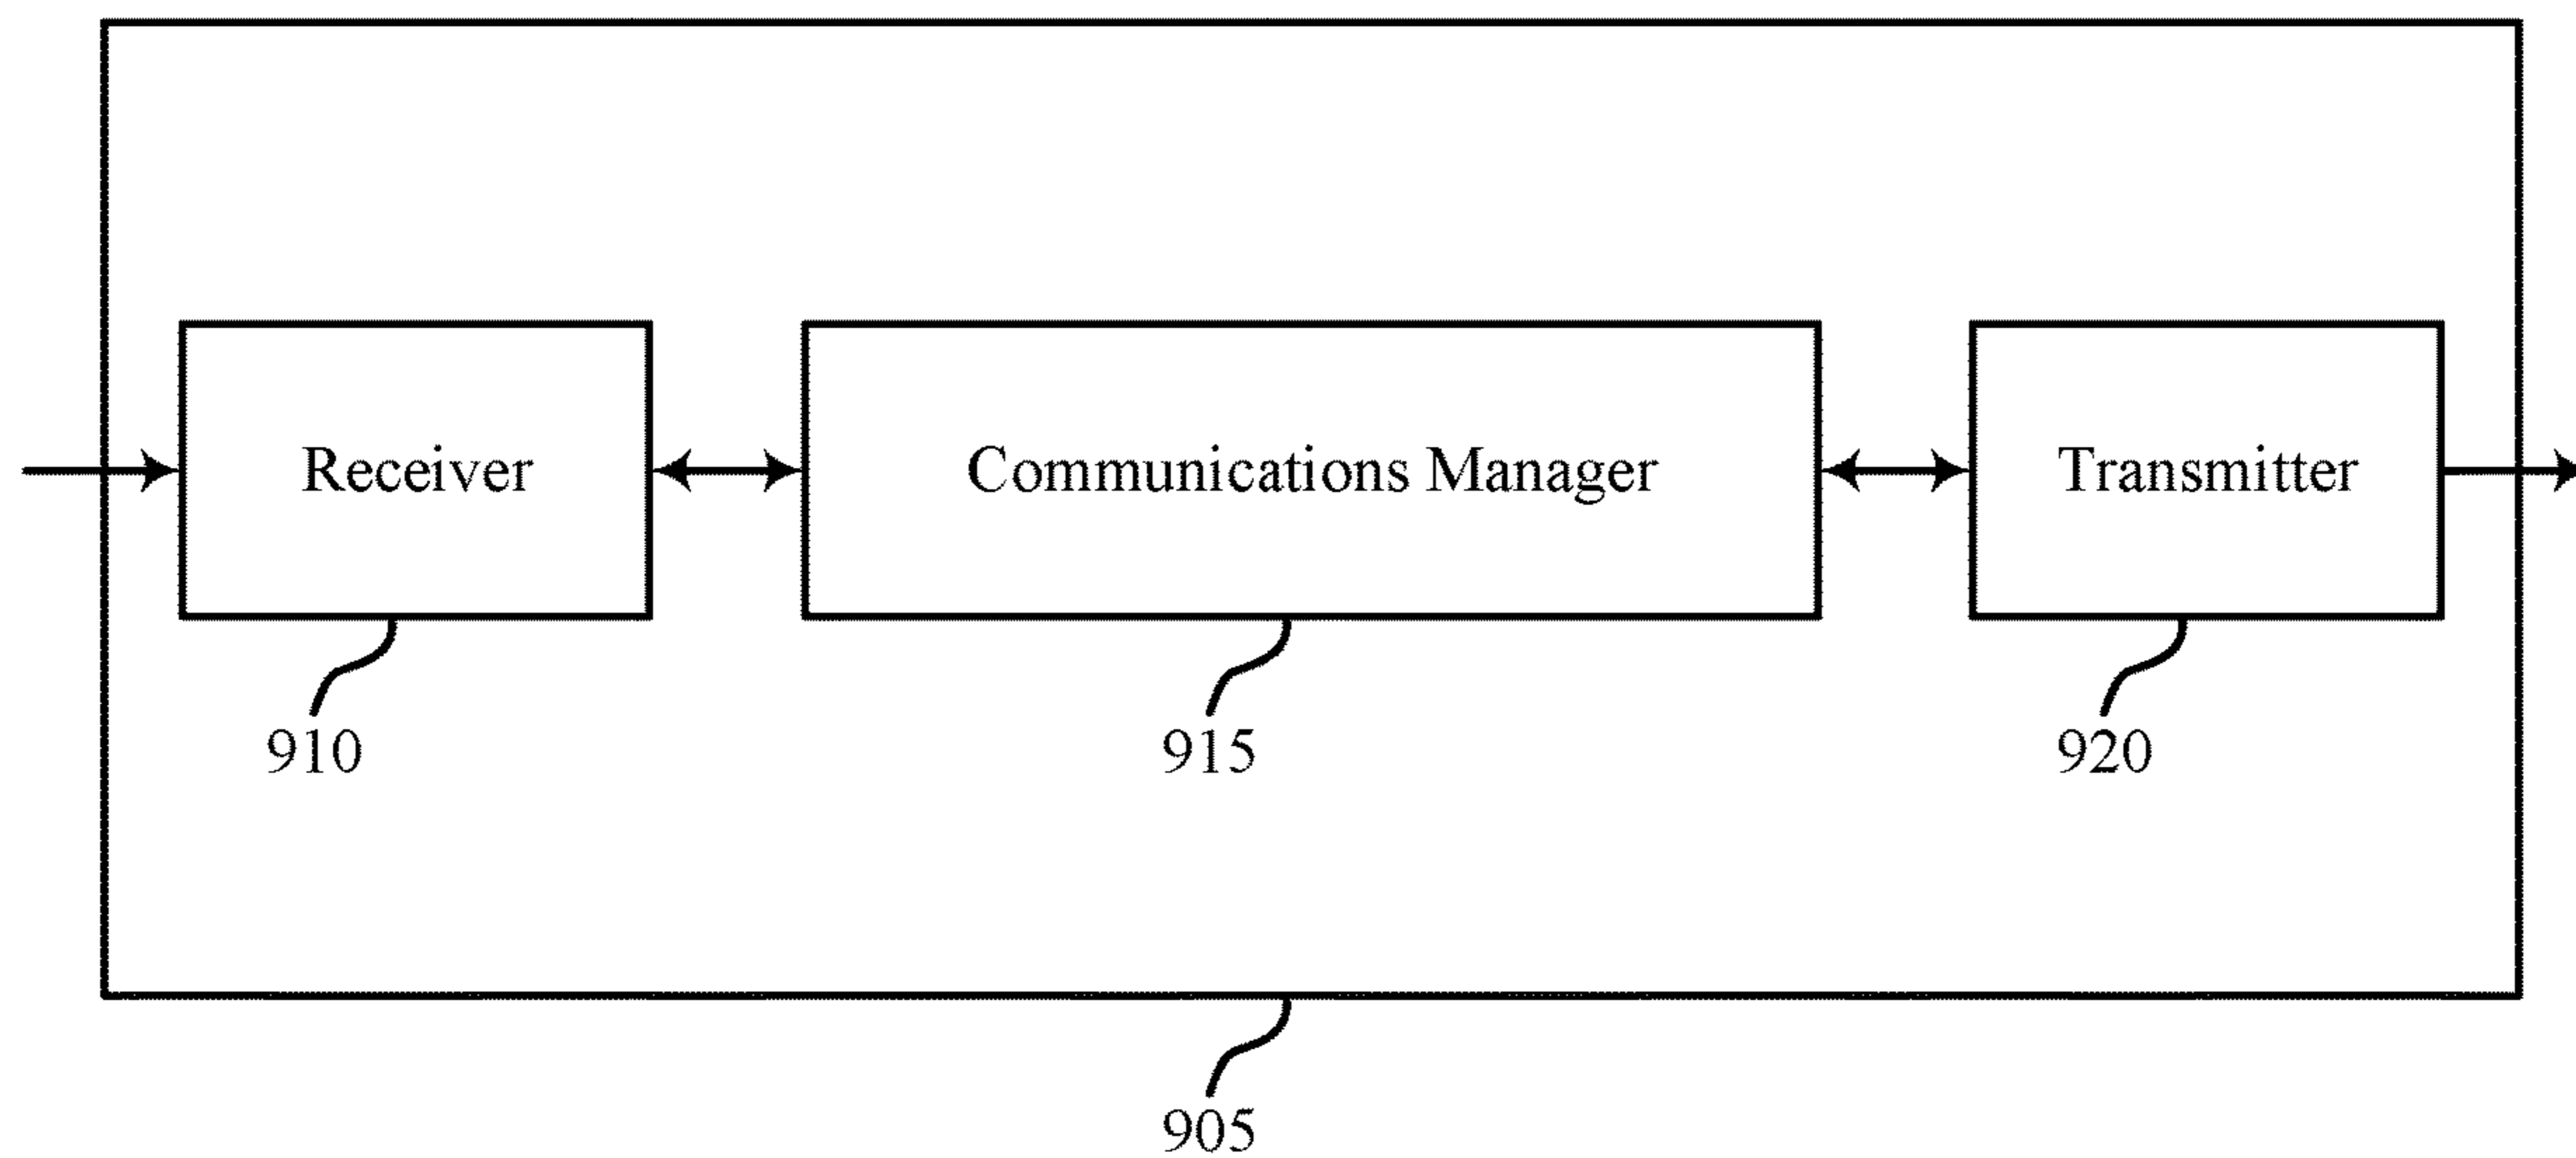 Receiver
Communications Manager
Transmitter
910
915
920
905